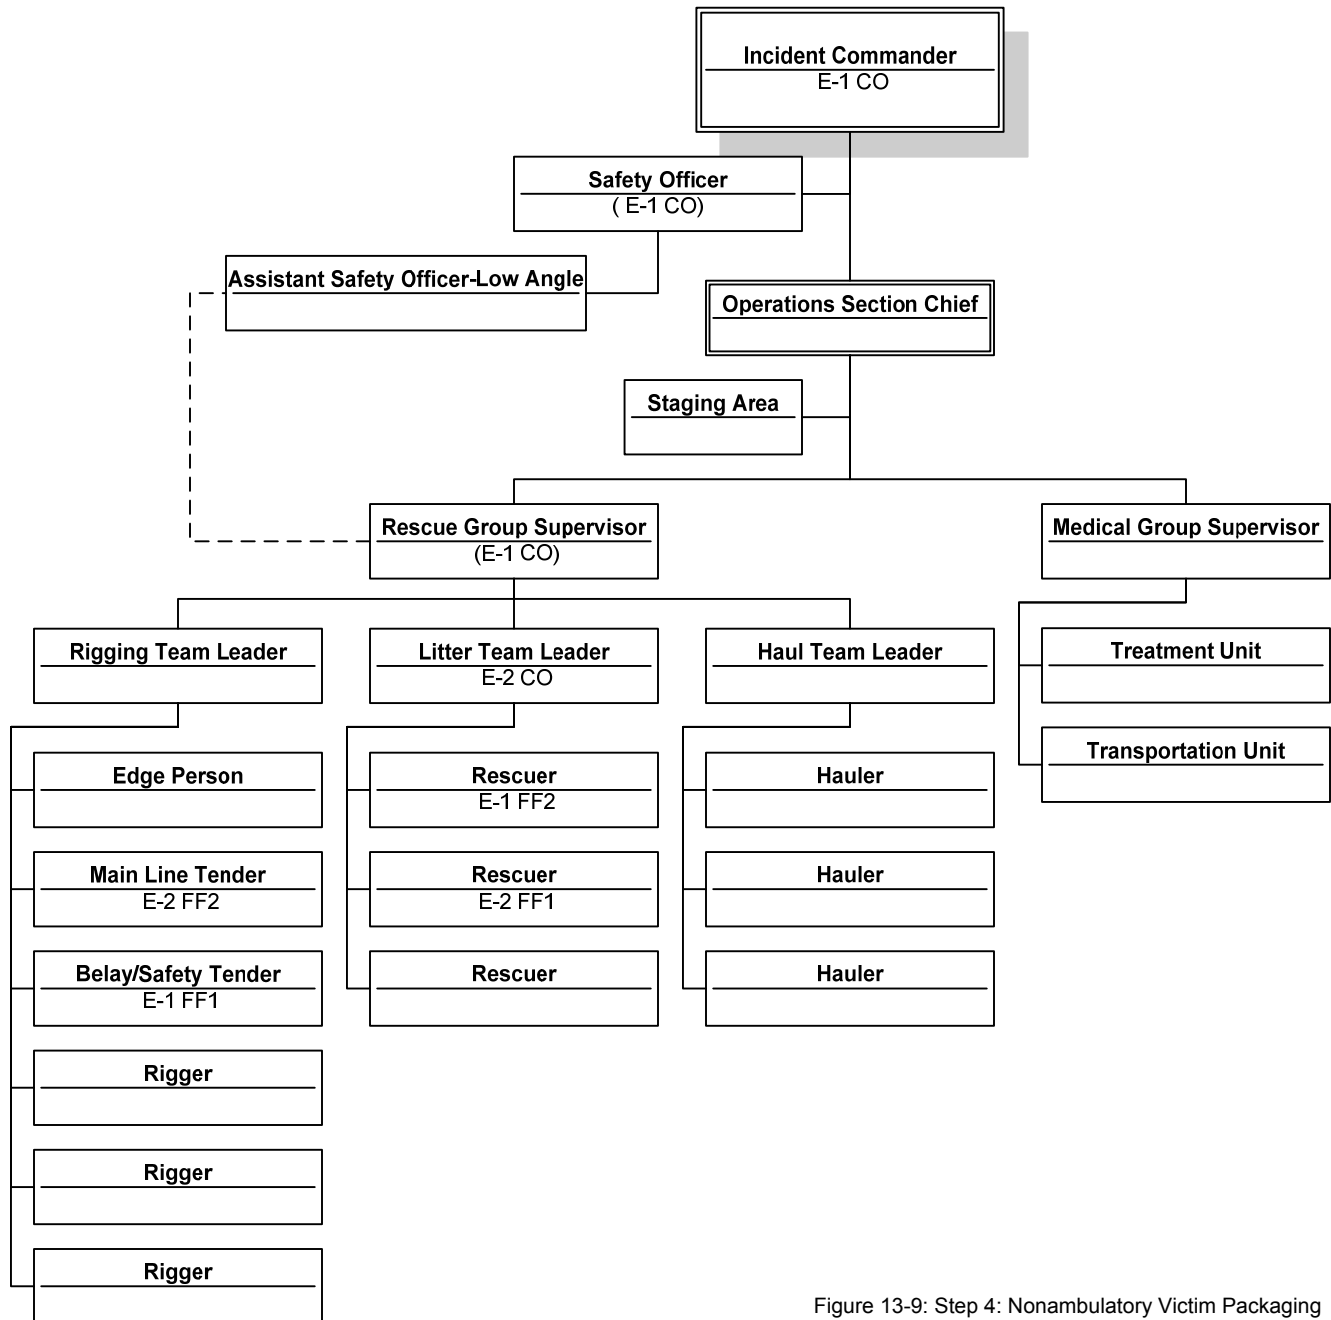 Incident Commander
E-1 CO
Safety Officer
( E-1 CO)
Assistant Safety Officer-Low Angle
Operations Section Chief
Staging Area
Rescue Group Supervisor
(E-1 CO)
Medical Group Supervisor
Rigging Team Leader
Litter Team Leader
E-2 CO
Haul Team Leader
Treatment Unit
Transportation Unit
Edge Person
Main Line Tender
E-2 FF2
Belay/Safety Tender
E-1 FF1
Rigger
Rigger
Rigger
Rescuer
E-1 FF2
Rescuer
E-2 FF1
Rescuer
Hauler
Hauler
Hauler
Figure 13-9: Step 4: Nonambulatory Victim Packaging